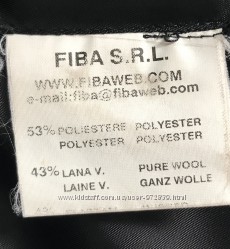 FIBA S.R.L.
WWW.FIBAWEB.COM
e-mail:fiba@fibaweb.com
53% POLIESTERE POLYESTER
POLYESTER POLYESTER
43% LANA V. PURE WOOL
LAINE V. GANZ WOLLE